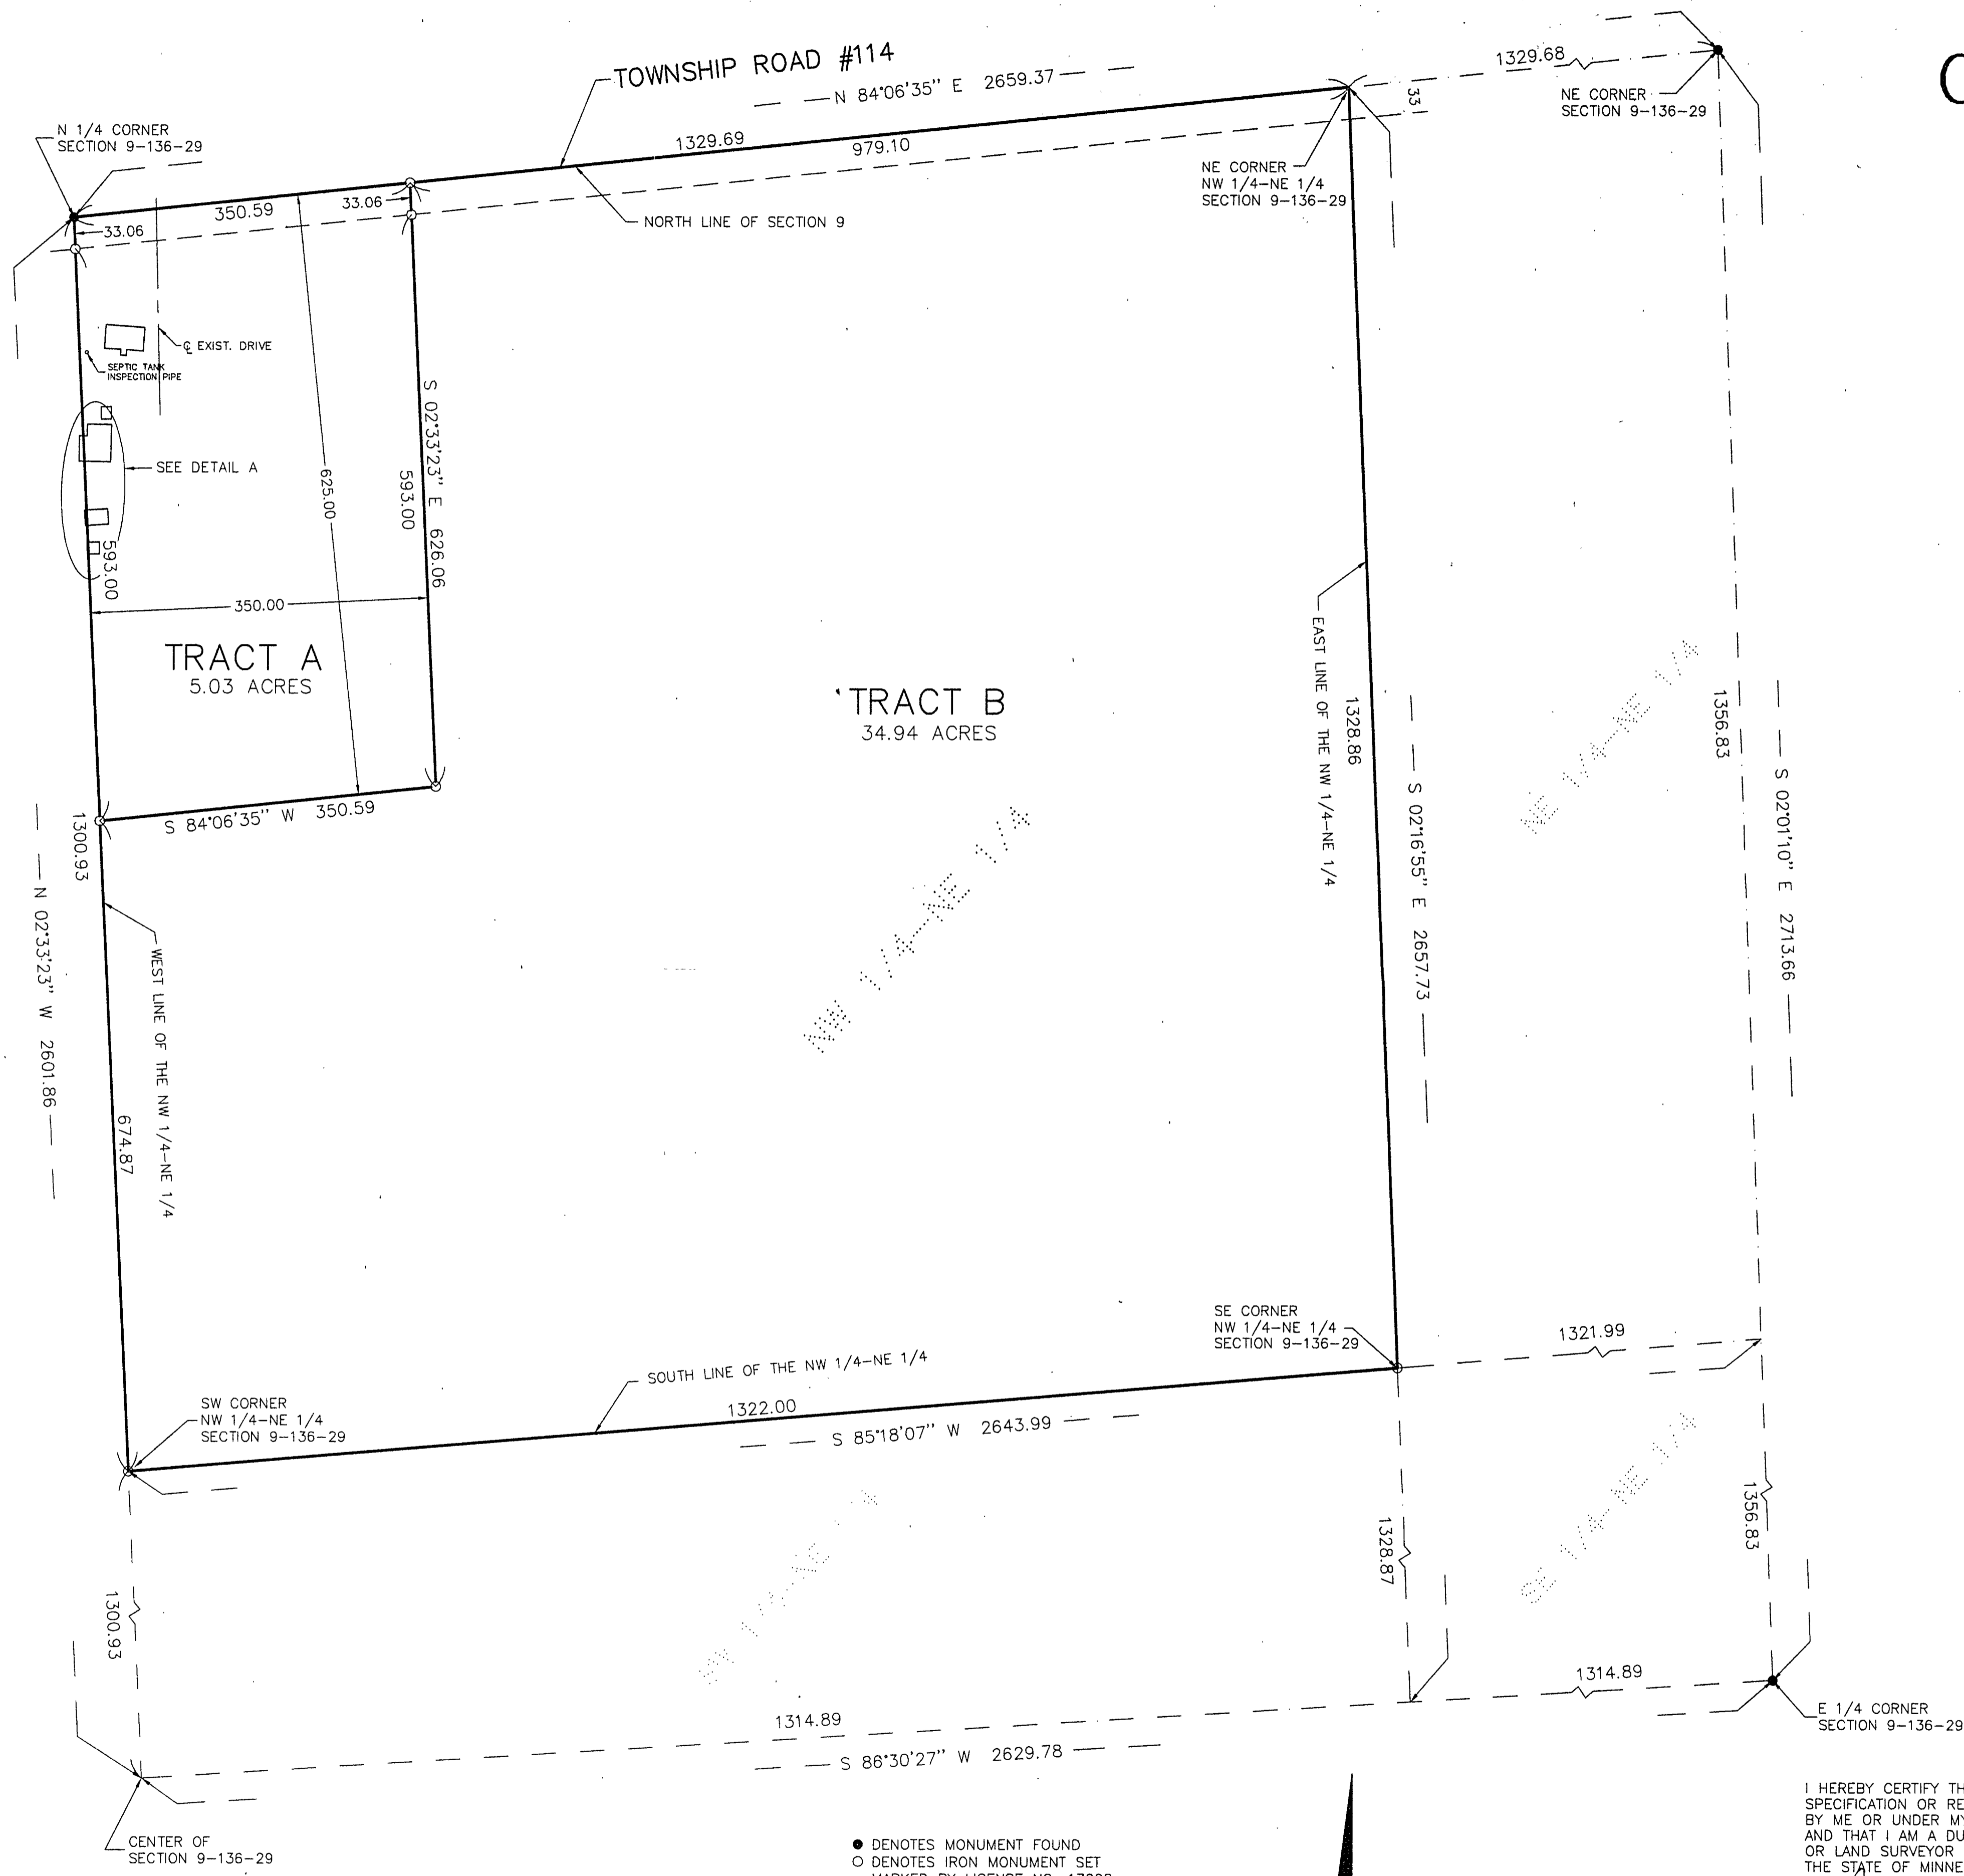 TOWNSHIP ROAD #114
N 84°06'35" E 2659.37
1329.68
NE CORNER
SECTION 9-136-29
33
N 1/4 CORNER
SECTION 9-136-29
1329.69
979.10
NE CORNER
NW 1/4-NE 1/4
SECTION 9-136-29
350.59
33.06
33.06
NORTH LINE OF SECTION 9
℄ EXIST. DRIVE
SEPTIC TANK
INSPECTION PIPE
SEE DETAIL A
S 02°33'23" E 626.06
593.00
625.00
593.00
350.00
TRACT A
5.03 ACRES
TRACT B
34.94 ACRES
S 84°06'35" W 350.59
EAST LINE OF THE NW 1/4-NE 1/4
1328.86
S 02°16'55" E 2657.73
NE 1/4-NE 1/4
1356.83
S 02°01'10" E 2713.66
1300.93
N 02°33'23" W 2601.86
WEST LINE OF THE NW 1/4-NE 1/4
674.87
NW 1/4-NE 1/4
SE CORNER
NW 1/4-NE 1/4
SECTION 9-136-29
1321.99
SOUTH LINE OF THE NW 1/4-NE 1/4
1322.00
S 85°18'07" W 2643.99
SW CORNER
NW 1/4-NE 1/4
SECTION 9-136-29
SE 1/4-NE 1/4
1356.83
1328.87
1300.93
1314.89
1314.89
S 86°30'27" W 2629.78
E 1/4 CORNER
SECTION 9-136-29
CENTER OF
SECTION 9-136-29
● DENOTES MONUMENT FOUND
○ DENOTES IRON MONUMENT SET
I HEREBY CERTIFY TH
SPECIFICATION OR RE
BY ME OR UNDER MY
AND THAT I AM A DU
OR LAND SURVEYOR
THE STATE OF MINNE